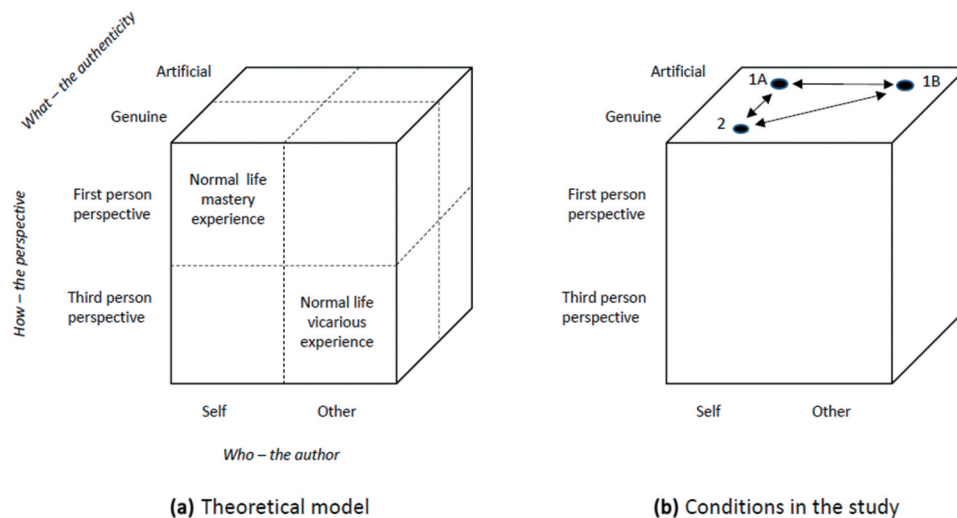 What – the authenticity
Artificial
Genuine
How – the perspective
First person
perspective
Third person
perspective
Normal life
mastery
experience
Normal life
vicarious
experience
Self
Other
Who – the author
(a) Theoretical model
Artificial
Genuine
1A
1B
2
First person
perspective
Third person
perspective
Self
Other
(b) Conditions in the study